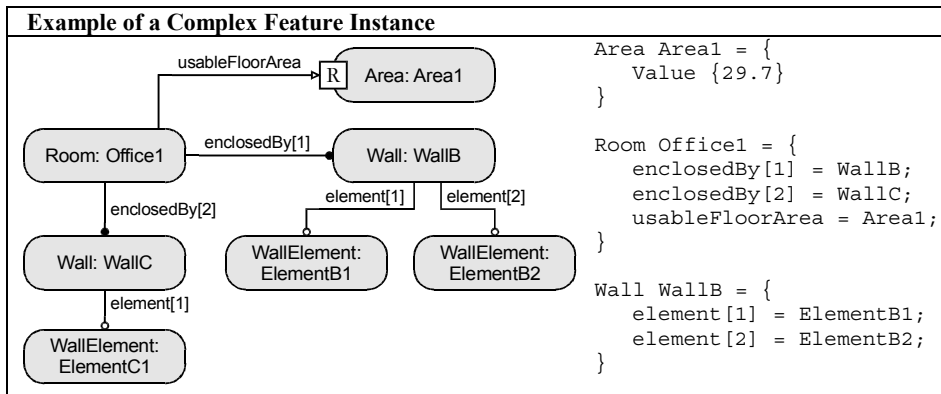 Example of a Complex Feature Instance
usableFloorArea
R
Area: Area1
Room: Office1
enclosedBy[1]
Wall: WallB
enclosedBy[2]
element[1]
element[2]
Wall: WallC
WallElement:
ElementB1
WallElement:
ElementB2
element[1]
WallElement:
ElementC1
Area Area1 = {
Value {29.7}
}
Room Office1 = {
enclosedBy[1] = WallB;
enclosedBy[2] = WallC;
usableFloorArea = Area1;
}
Wall WallB = {
element[1] = ElementB1;
element[2] = ElementB2;
}